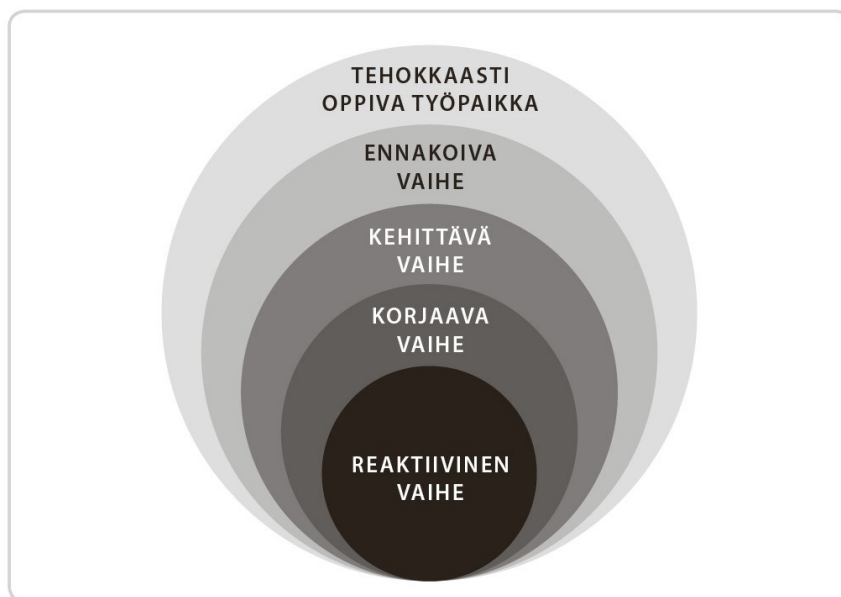 TEHOKKAASTI
OPPIVA TYÖPAIKKA
ENNAKOIVA
VAIHE
KEHITTÄVÄ
VAIHE
KORJAAVA
VAIHE
REAKTIIVINEN
VAIHE